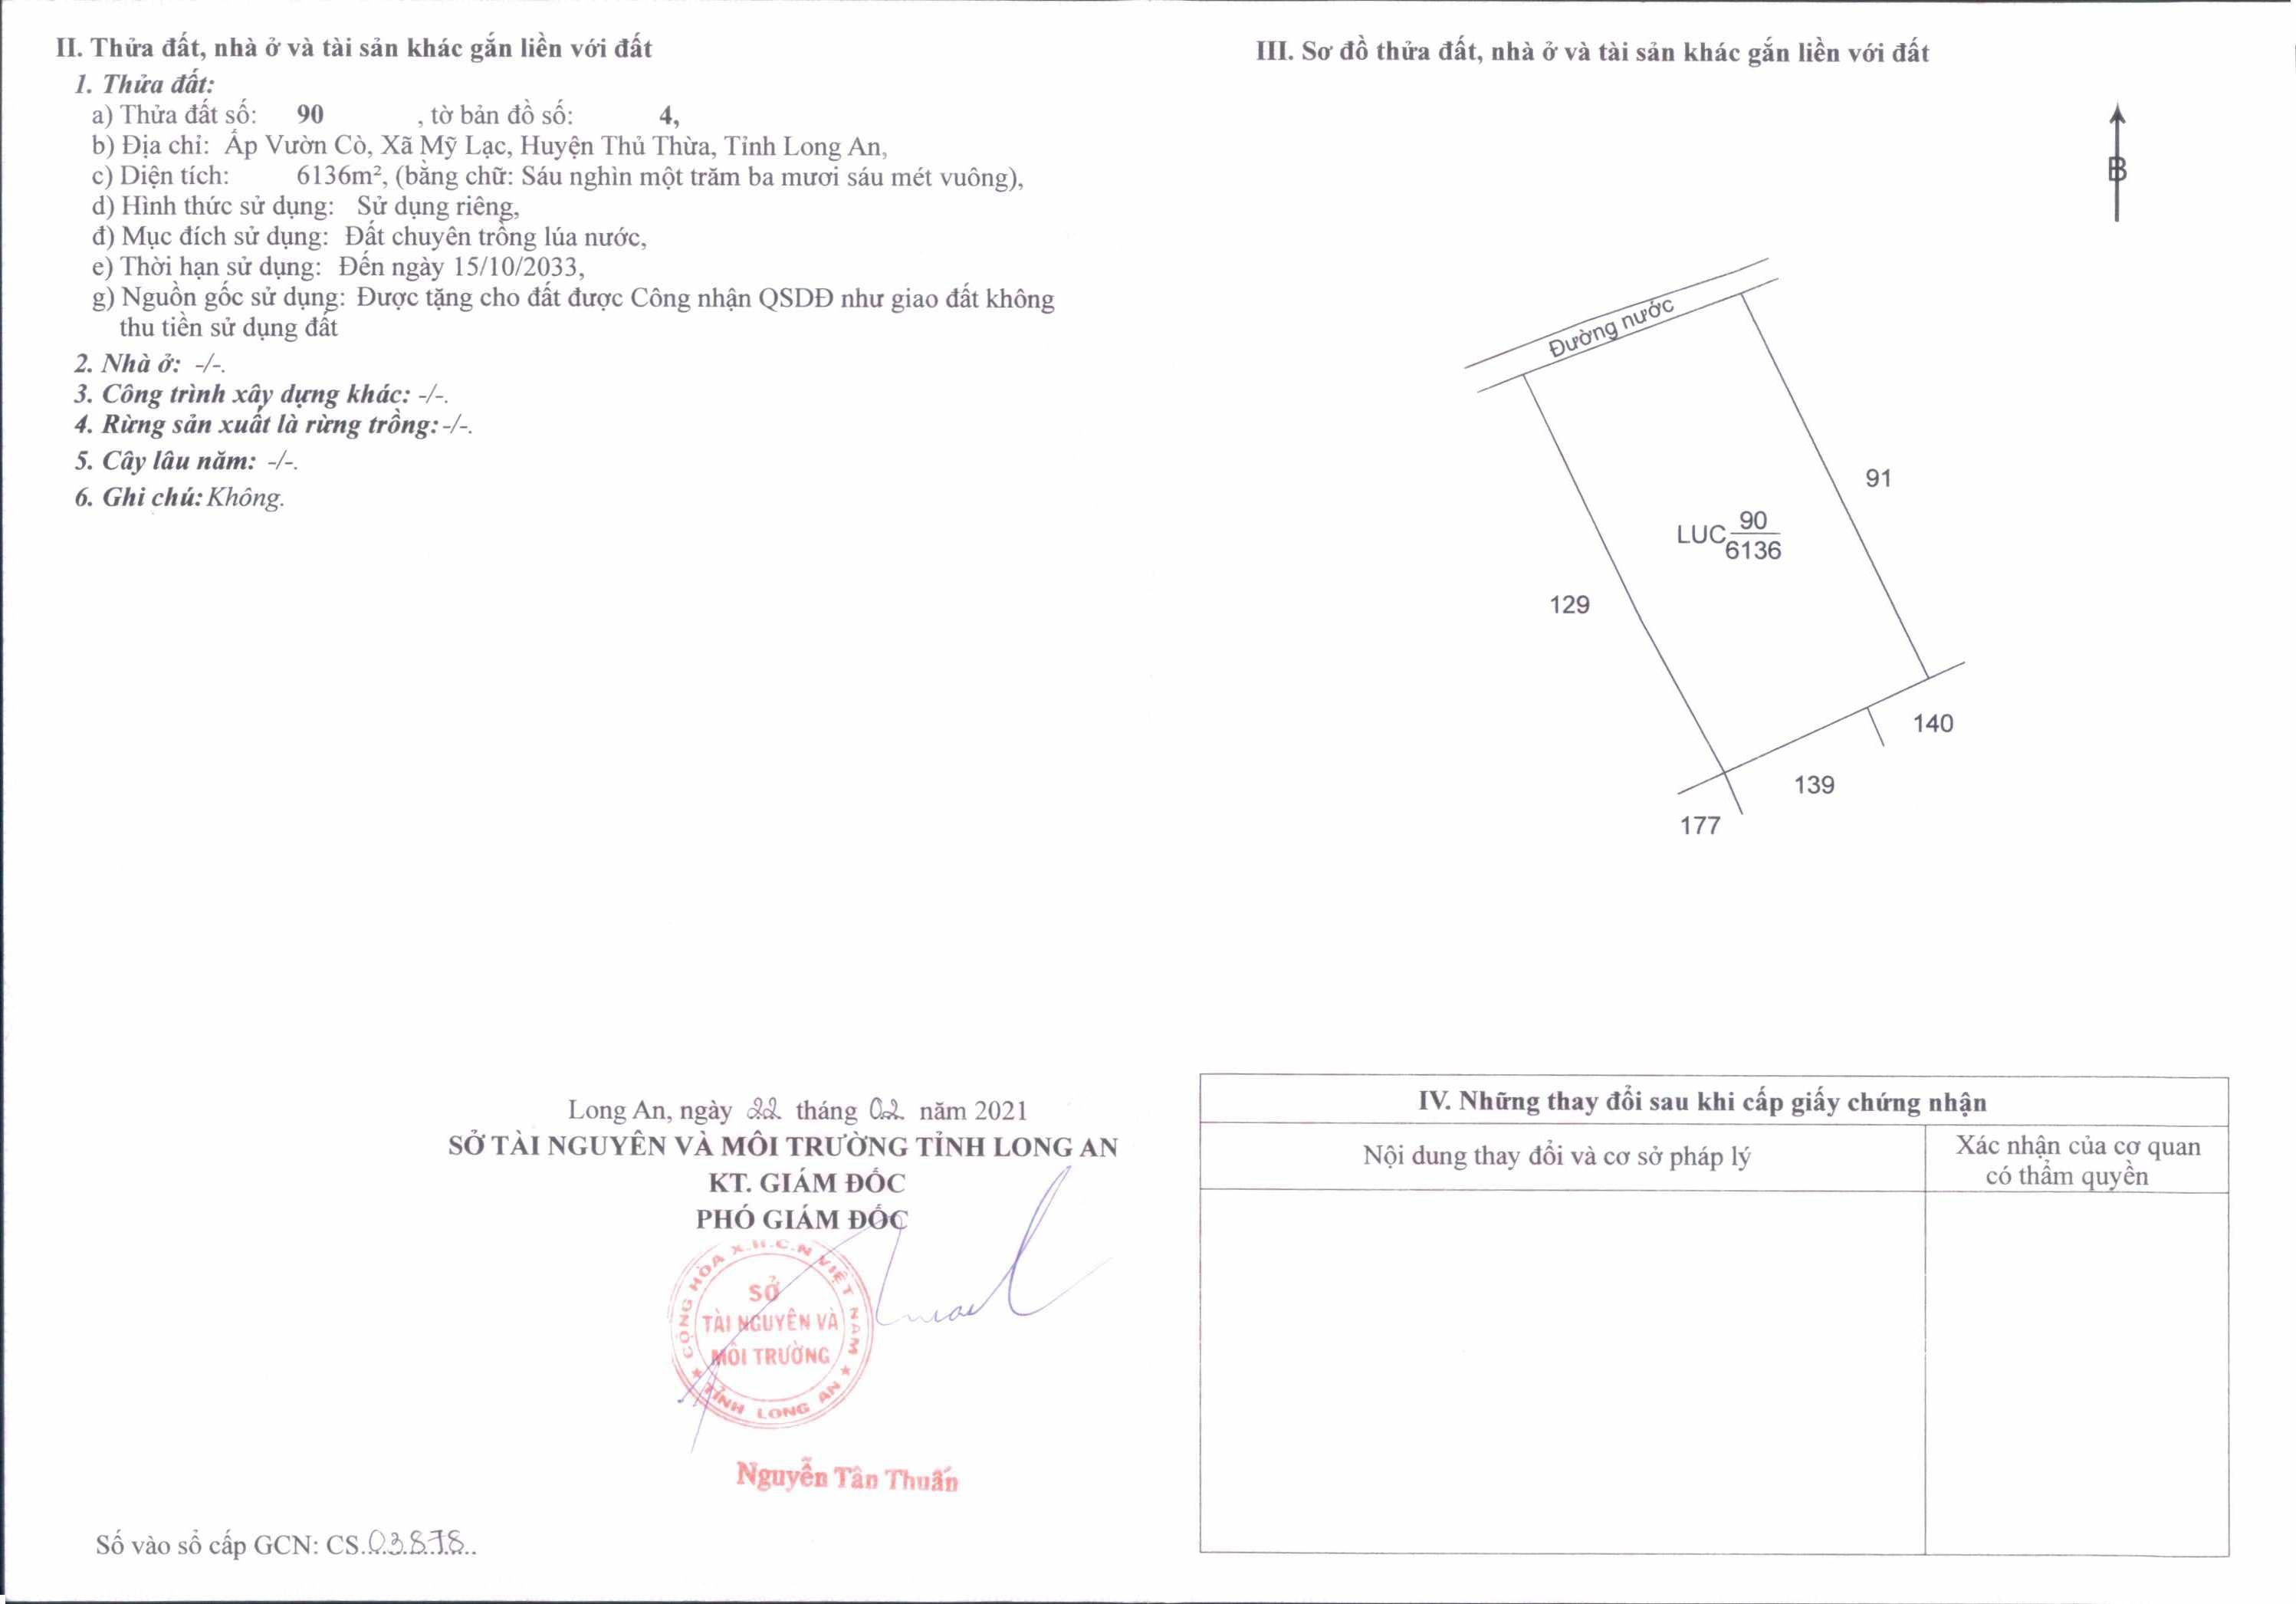 II. Thửa đất, nhà ở và tài sản khác gắn liền với đất
1. Thửa đất:
a) Thửa đất số: 90 , tờ bản đồ số: 4,
b) Địa chỉ: Ấp Vườn Cò, Xã Mỹ Lạc, Huyện Thủ Thừa, Tỉnh Long An,
c) Diện tích: 6136m², (bằng chữ: Sáu nghìn một trăm ba mươi sáu mét vuông),
d) Hình thức sử dụng: Sử dụng riêng,
đ) Mục đích sử dụng: Đất chuyên trồng lúa nước,
e) Thời hạn sử dụng: Đến ngày 15/10/2033,
g) Nguồn gốc sử dụng: Được tặng cho đất được Công nhận QSDĐ như giao đất không
thu tiền sử dụng đất
2. Nhà ở: -/-.
3. Công trình xây dựng khác: -/-.
4. Rừng sản xuất là rừng trồng: -/-.
5. Cây lâu năm: -/-.
6. Ghi chú: Không.
Long An, ngày 22 tháng 02 năm 2021
SỞ TÀI NGUYÊN VÀ MÔI TRƯỜNG TỈNH LONG AN
KT. GIÁM ĐỐC
PHÓ GIÁM ĐỐC
CỘNG HÒA X.H.C.N VIỆT NAM
SỞ
TÀI NGUYÊN VÀ
MÔI TRƯỜNG
★ TỈNH LONG AN ★
Nguyễn Tân Thuấn
Số vào sổ cấp GCN: CS.03878..
III. Sơ đồ thửa đất, nhà ở và tài sản khác gắn liền với đất
B
Đường nước
91
LUC 90
6136
129
140
139
177
IV. Những thay đổi sau khi cấp giấy chứng nhận
Nội dung thay đổi và cơ sở pháp lý
Xác nhận của cơ quan
có thẩm quyền